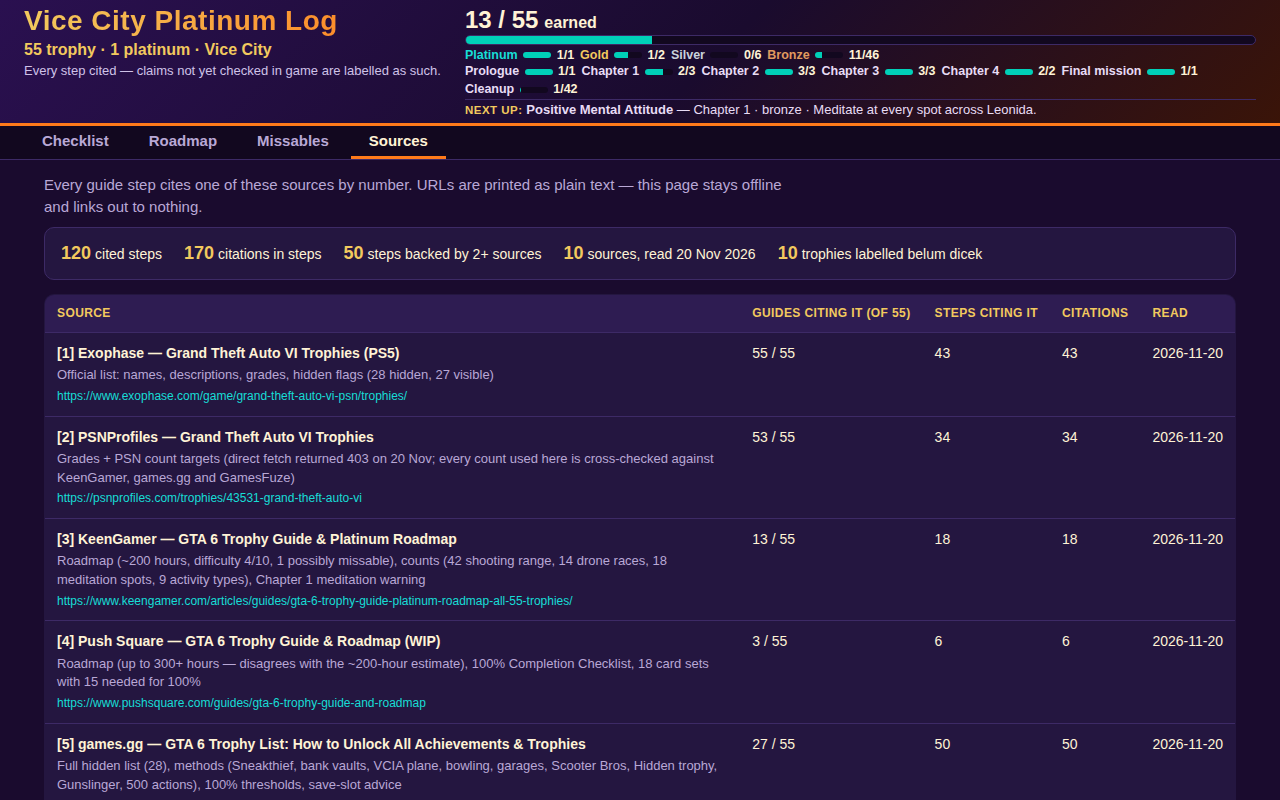 Vice City Platinum Log
55 trophy · 1 platinum · Vice City
Every step cited — claims not yet checked in game are labelled as such.
13 / 55 earned
Platinum 1/1 Gold 1/2 Silver 0/6 Bronze 11/46
Prologue 1/1 Chapter 1 2/3 Chapter 2 3/3 Chapter 3 3/3 Chapter 4 2/2 Final mission 1/1
Cleanup 1/42
NEXT UP: Positive Mental Attitude — Chapter 1 · bronze · Meditate at every spot across Leonida.
Checklist Roadmap Missables Sources
Every guide step cites one of these sources by number. URLs are printed as plain text — this page stays offline
and links out to nothing.
120 cited steps 170 citations in steps 50 steps backed by 2+ sources 10 sources, read 20 Nov 2026 10 trophies labelled belum dicek
SOURCE GUIDES CITING IT (OF 55) STEPS CITING IT CITATIONS READ
[1] Exophase — Grand Theft Auto VI Trophies (PS5) 55 / 55 43 43 2026-11-20
Official list: names, descriptions, grades, hidden flags (28 hidden, 27 visible)
https://www.exophase.com/game/grand-theft-auto-vi-psn/trophies/
[2] PSNProfiles — Grand Theft Auto VI Trophies 53 / 55 34 34 2026-11-20
Grades + PSN count targets (direct fetch returned 403 on 20 Nov; every count used here is cross-checked against
KeenGamer, games.gg and GamesFuze)
https://psnprofiles.com/trophies/43531-grand-theft-auto-vi
[3] KeenGamer — GTA 6 Trophy Guide & Platinum Roadmap 13 / 55 18 18 2026-11-20
Roadmap (~200 hours, difficulty 4/10, 1 possibly missable), counts (42 shooting range, 14 drone races, 18
meditation spots, 9 activity types), Chapter 1 meditation warning
https://www.keengamer.com/articles/guides/gta-6-trophy-guide-platinum-roadmap-all-55-trophies/
[4] Push Square — GTA 6 Trophy Guide & Roadmap (WIP) 3 / 55 6 6 2026-11-20
Roadmap (up to 300+ hours — disagrees with the ~200-hour estimate), 100% Completion Checklist, 18 card sets
with 15 needed for 100%
https://www.pushsquare.com/guides/gta-6-trophy-guide-and-roadmap
[5] games.gg — GTA 6 Trophy List: How to Unlock All Achievements & Trophies 27 / 55 50 50 2026-11-20
Full hidden list (28), methods (Sneakthief, bank vaults, VCIA plane, bowling, garages, Scooter Bros, Hidden trophy,
Gunslinger, 500 actions), 100% thresholds, save-slot advice